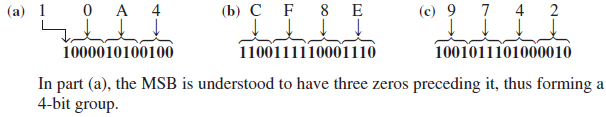 (a) 1 0 A 4 (b) C F 8 E (c) 9 7 4 2
1000010100100 1100111110001110 1001011101000010
In part (a), the MSB is understood to have three zeros preceding it, thus forming a
4-bit group.